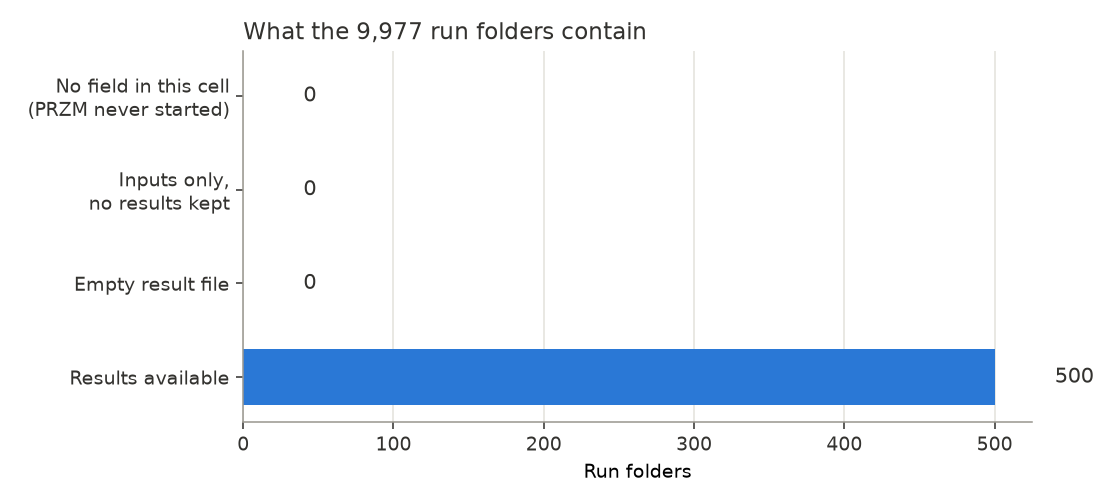 What the 9,977 run folders contain
No field in this cell
(PRZM never started)
0
Inputs only,
no results kept
0
Empty result file
0
Results available
500
0 100 200 300 400 500
Run folders